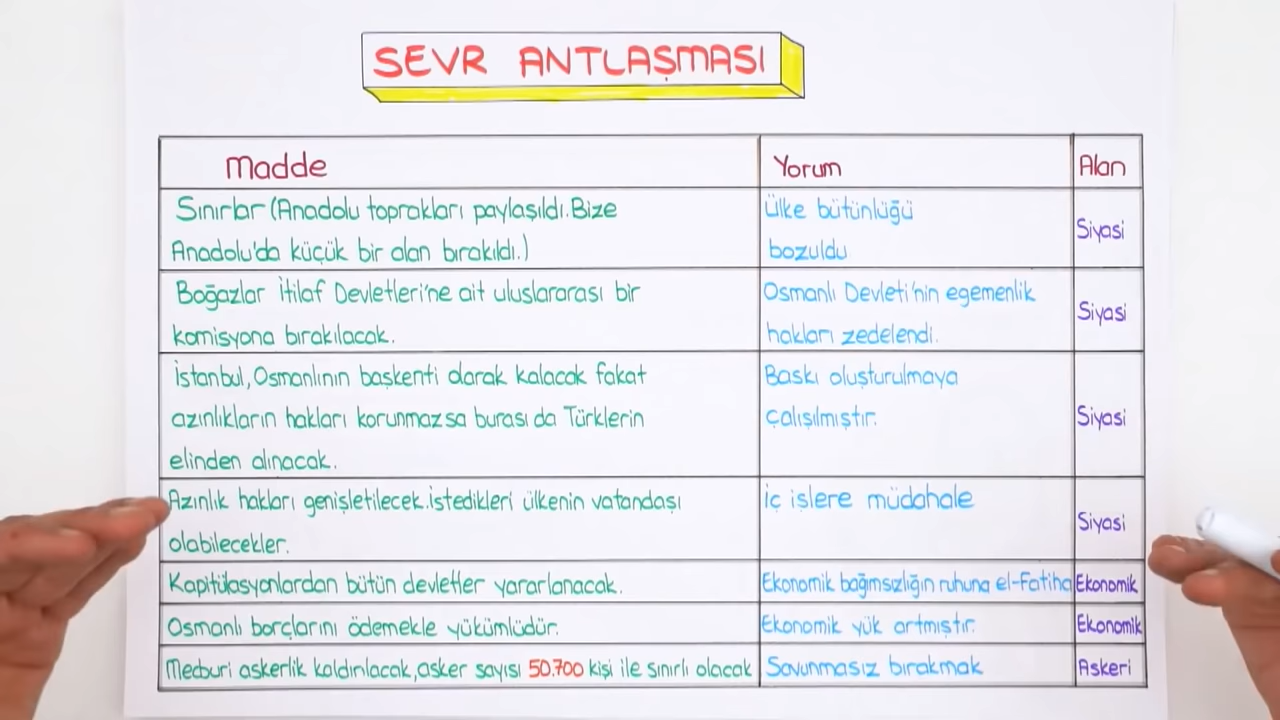 SEVR ANTLAŞMASI
Madde
Yorum
Alan
Sınırlar (Anadolu toprakları paylaşıldı. Bize
Anadolu'da küçük bir alan bırakıldı.)
Ülke bütünlüğü
bozuldu
Siyasi
Boğazlar İtilaf Devletleri'ne ait uluslararası bir
komisyona bırakılacak.
Osmanlı Devleti'nin egemenlik
hakları zedelendi.
Siyasi
İstanbul, Osmanlının başkenti olarak kalacak fakat
azınlıkların hakları korunmazsa burası da Türklerin
elinden alınacak.
Baskı oluşturulmaya
çalışılmıştır.
Siyasi
Azınlık hakları genişletilecek. İstedikleri ülkenin vatandaşı
olabilecekler.
İç işlere müdahale
Siyasi
Kapitülasyonlardan bütün devletler yararlanacak.
Ekonomik bağımsızlığın ruhuna el-Fatiha
Ekonomik
Osmanlı borçlarını ödemekle yükümlüdür.
Ekonomik yük artmıştır.
Ekonomik
Mecburi askerlik kaldırılacak, asker sayısı 50.700 kişi ile sınırlı olacak
Savunmasız bırakmak
Askeri